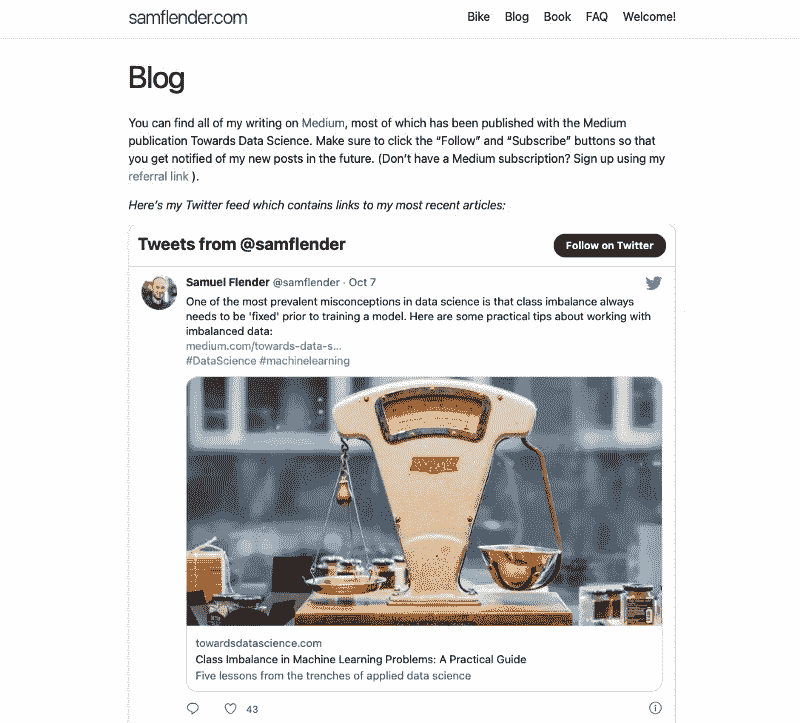 samflender.com
Bike Blog Book FAQ Welcome!
Blog
You can find all of my writing on Medium, most of which has been published with the Medium
publication Towards Data Science. Make sure to click the “Follow” and “Subscribe” buttons so that
you get notified of my new posts in the future. (Don’t have a Medium subscription? Sign up using my
referral link ).
Here’s my Twitter feed which contains links to my most recent articles:
Tweets from @samflender
Follow on Twitter
Samuel Flender @samflender · Oct 7
One of the most prevalent misconceptions in data science is that class imbalance always
needs to be 'fixed' prior to training a model. Here are some practical tips about working with
imbalanced data:
medium.com/towards-data-s...
#DataScience #machinelearning
towardsdatascience.com
Class Imbalance in Machine Learning Problems: A Practical Guide
Five lessons from the trenches of applied data science
43